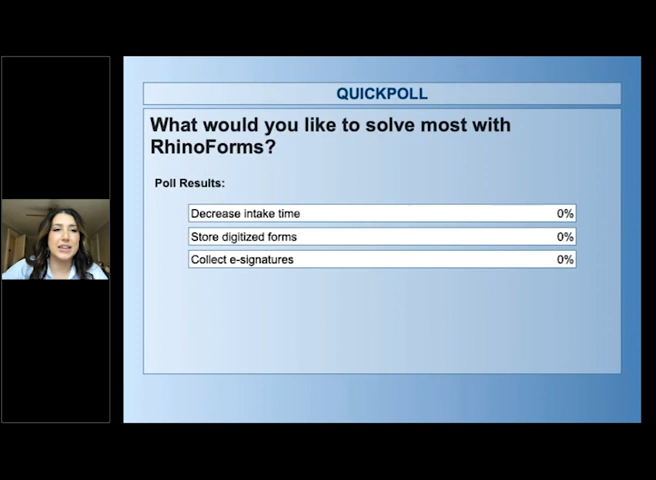 QUICKPOLL
What would you like to solve most with
RhinoForms?
Poll Results:
Decrease intake time 0%
Store digitized forms 0%
Collect e-signatures 0%